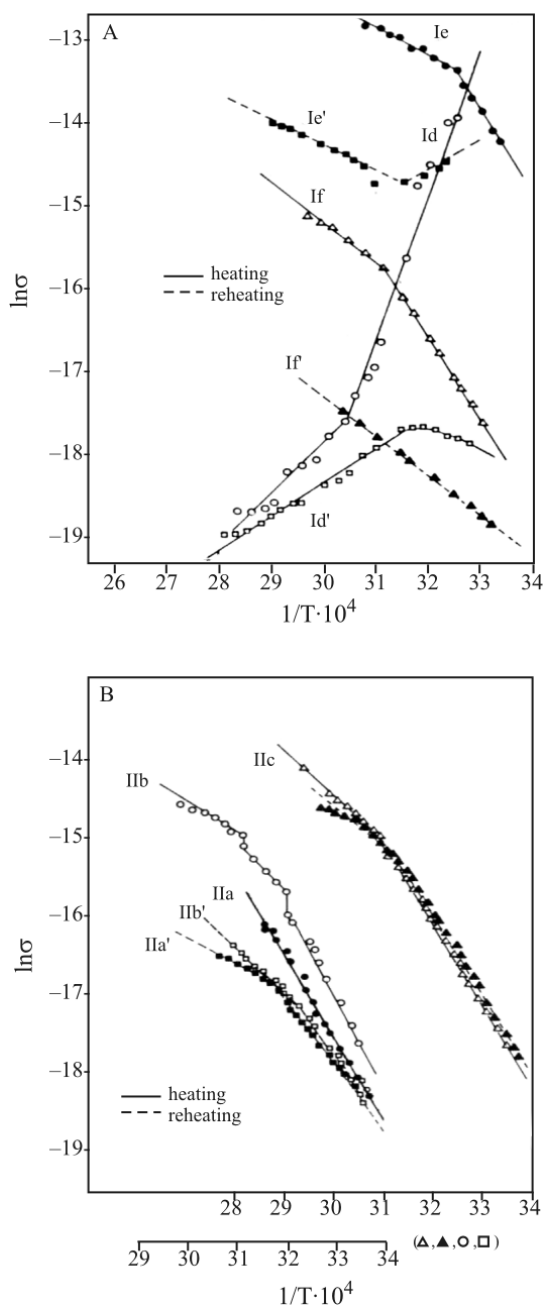 A
Ie
−13
Ie'
Id
−14
If
−15
heating
reheating
lnσ
−16
If'
−17
−18
Id'
−19
26 27 28 29 30 31 32 33 34
1/T·10⁴
B
IIc
−14
IIb
−15
IIa
IIb'
−16
IIa'
lnσ
−17
heating
reheating
−18
−19
28 29 30 31 32 33 34
29 30 31 32 33 34 (△,▲,○,□)
1/T·10⁴